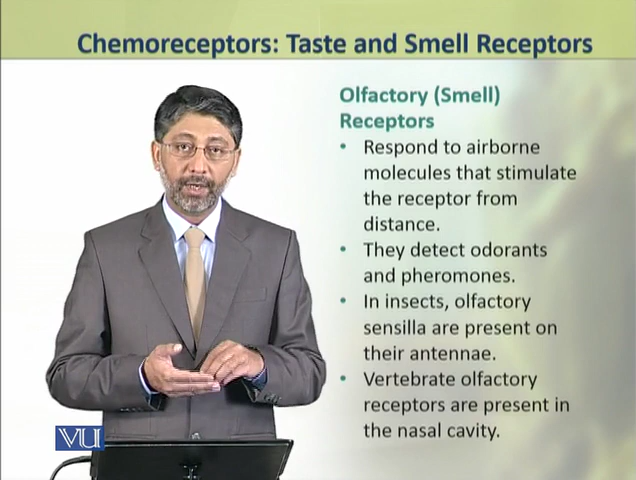 Chemoreceptors: Taste and Smell Receptors
Olfactory (Smell)
Receptors
• Respond to airborne
molecules that stimulate
the receptor from
distance.
• They detect odorants
and pheromones.
• In insects, olfactory
sensilla are present on
their antennae.
• Vertebrate olfactory
receptors are present in
the nasal cavity.
VU